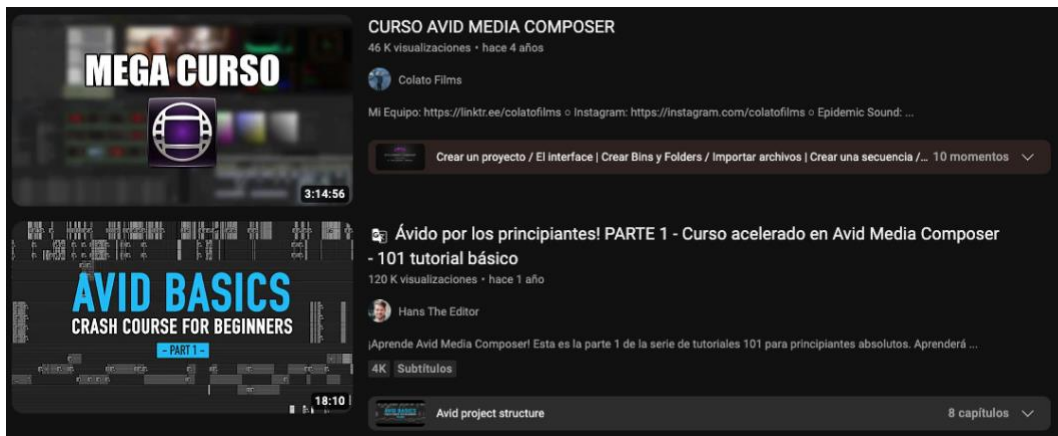 MEGA CURSO
3:14:56
CURSO AVID MEDIA COMPOSER
46 K visualizaciones • hace 4 años
Colato Films
Mi Equipo: https://linktr.ee/colatofilms ○ Instagram: https://instagram.com/colatofilms ○ Epidemic Sound: ...
Crear un proyecto / El interface | Crear Bins y Folders / Importar archivos | Crear una secuencia /... 10 momentos
AVID BASICS
CRASH COURSE FOR BEGINNERS
- PART 1 -
18:10
Ávido por los principiantes! PARTE 1 - Curso acelerado en Avid Media Composer
- 101 tutorial básico
120 K visualizaciones • hace 1 año
Hans The Editor
¡Aprende Avid Media Composer! Esta es la parte 1 de la serie de tutoriales 101 para principiantes absolutos. Aprenderá ...
4K Subtítulos
AVID BASICS
Avid project structure 8 capítulos